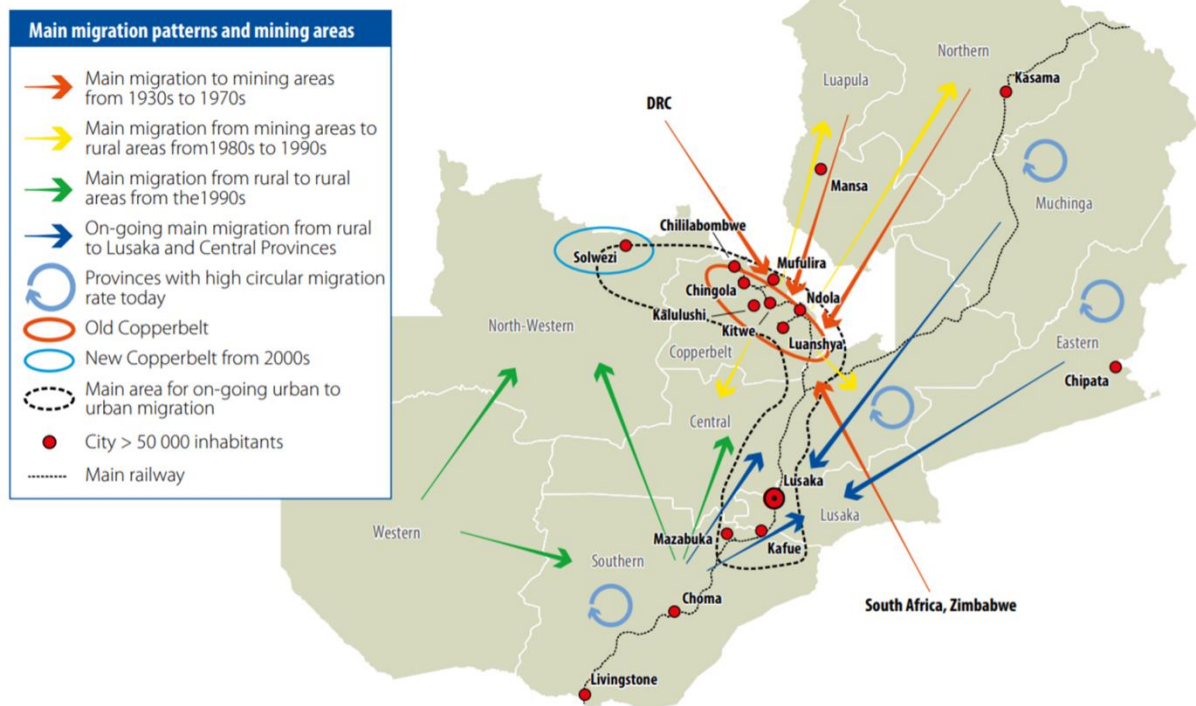 Main migration patterns and mining areas
Main migration to mining areas
from 1930s to 1970s
Main migration from mining areas to
rural areas from1980s to 1990s
Main migration from rural to rural
areas from the1990s
On-going main migration from rural
to Lusaka and Central Provinces
Provinces with high circular migration
rate today
Old Copperbelt
New Copperbelt from 2000s
Main area for on-going urban to
urban migration
City > 50 000 inhabitants
Main railway
Northern
Luapula
Kasama
DRC
Mansa
Muchinga
Chililabombwe
Solwezi
Mufulira
Chingola
Ndola
Kalulushi
Kitwe
Luanshya
North-Western
Copperbelt
Eastern
Chipata
Central
Lusaka
Lusaka
Western
Mazabuka
Kafue
Southern
Choma
South Africa, Zimbabwe
Livingstone